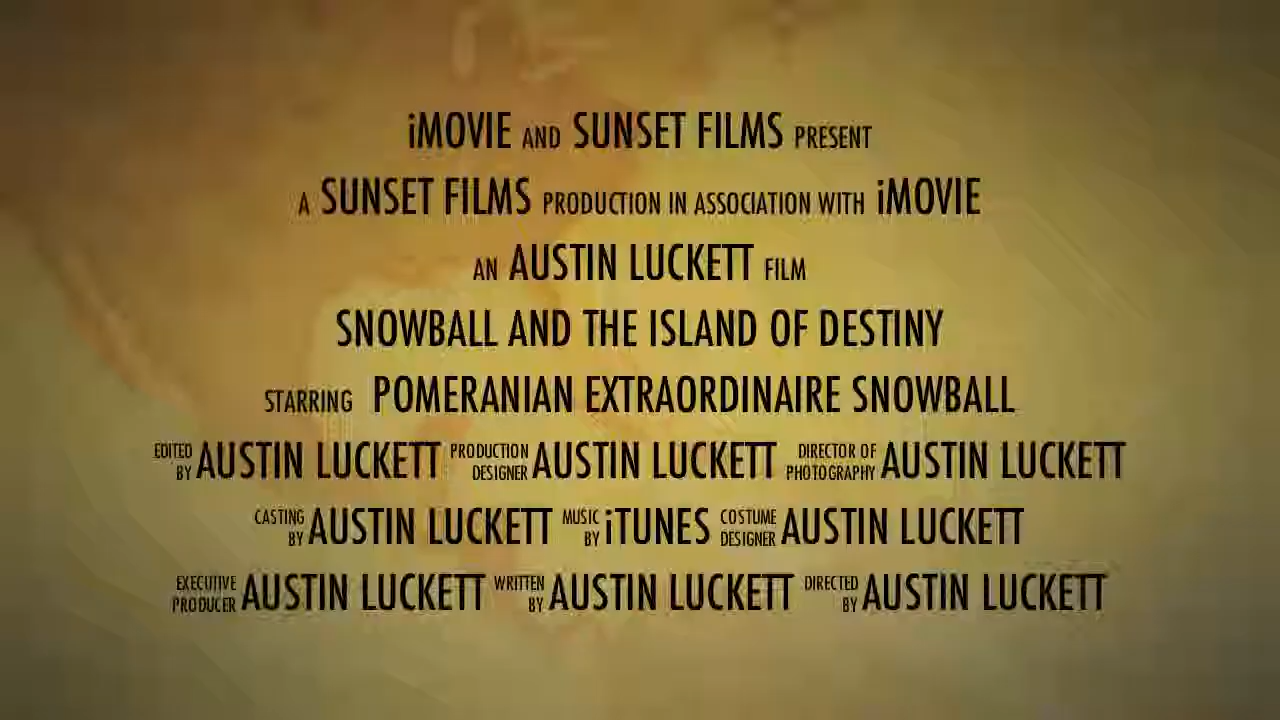 iMOVIE AND SUNSET FILMS PRESENT
A SUNSET FILMS PRODUCTION IN ASSOCIATION WITH iMOVIE
AN AUSTIN LUCKETT FILM
SNOWBALL AND THE ISLAND OF DESTINY
STARRING POMERANIAN EXTRAORDINAIRE SNOWBALL
EDITED BY AUSTIN LUCKETT PRODUCTION DESIGNER AUSTIN LUCKETT DIRECTOR OF PHOTOGRAPHY AUSTIN LUCKETT
CASTING BY AUSTIN LUCKETT MUSIC BY iTUNES COSTUME DESIGNER AUSTIN LUCKETT
EXECUTIVE PRODUCER AUSTIN LUCKETT WRITTEN BY AUSTIN LUCKETT DIRECTED BY AUSTIN LUCKETT